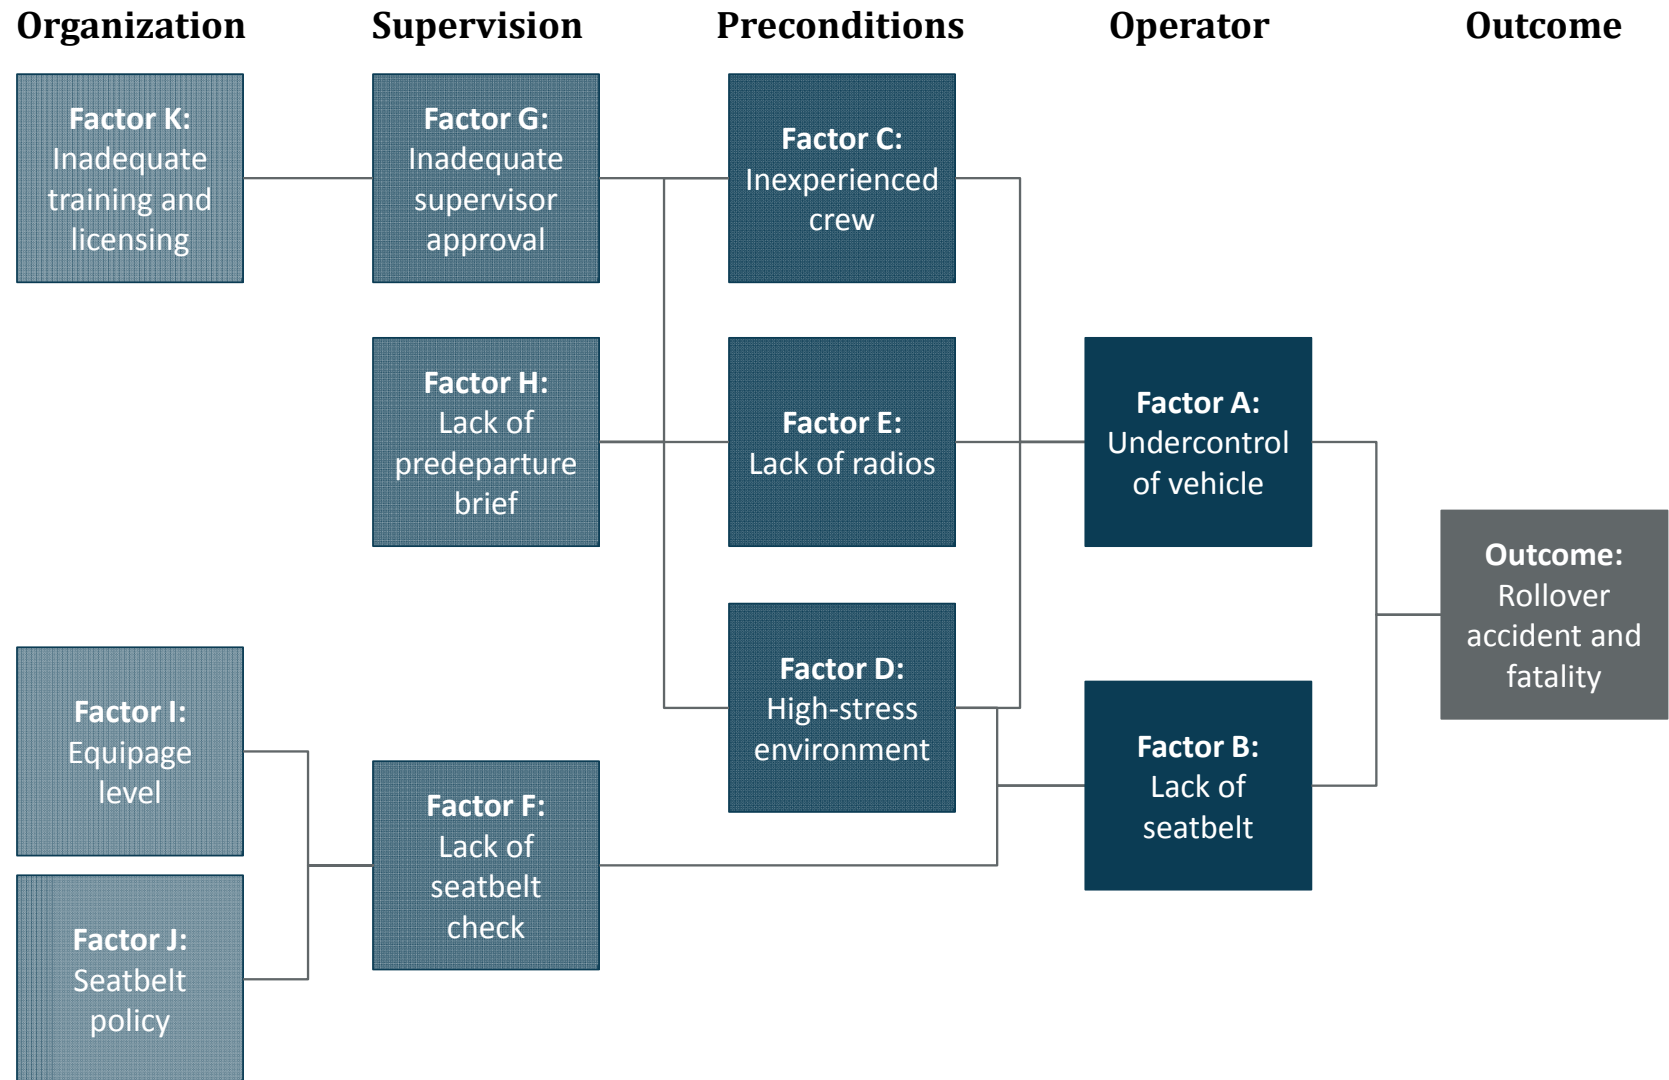 Organization
Supervision
Preconditions
Operator
Outcome
Factor K:
Inadequate
training and
licensing
Factor G:
Inadequate
supervisor
approval
Factor C:
Inexperienced
crew
Factor H:
Lack of
predeparture
brief
Factor E:
Lack of radios
Factor A:
Undercontrol
of vehicle
Outcome:
Rollover
accident and
fatality
Factor I:
Equipage
level
Factor D:
High-stress
environment
Factor B:
Lack of
seatbelt
Factor F:
Lack of
seatbelt
check
Factor J:
Seatbelt
policy